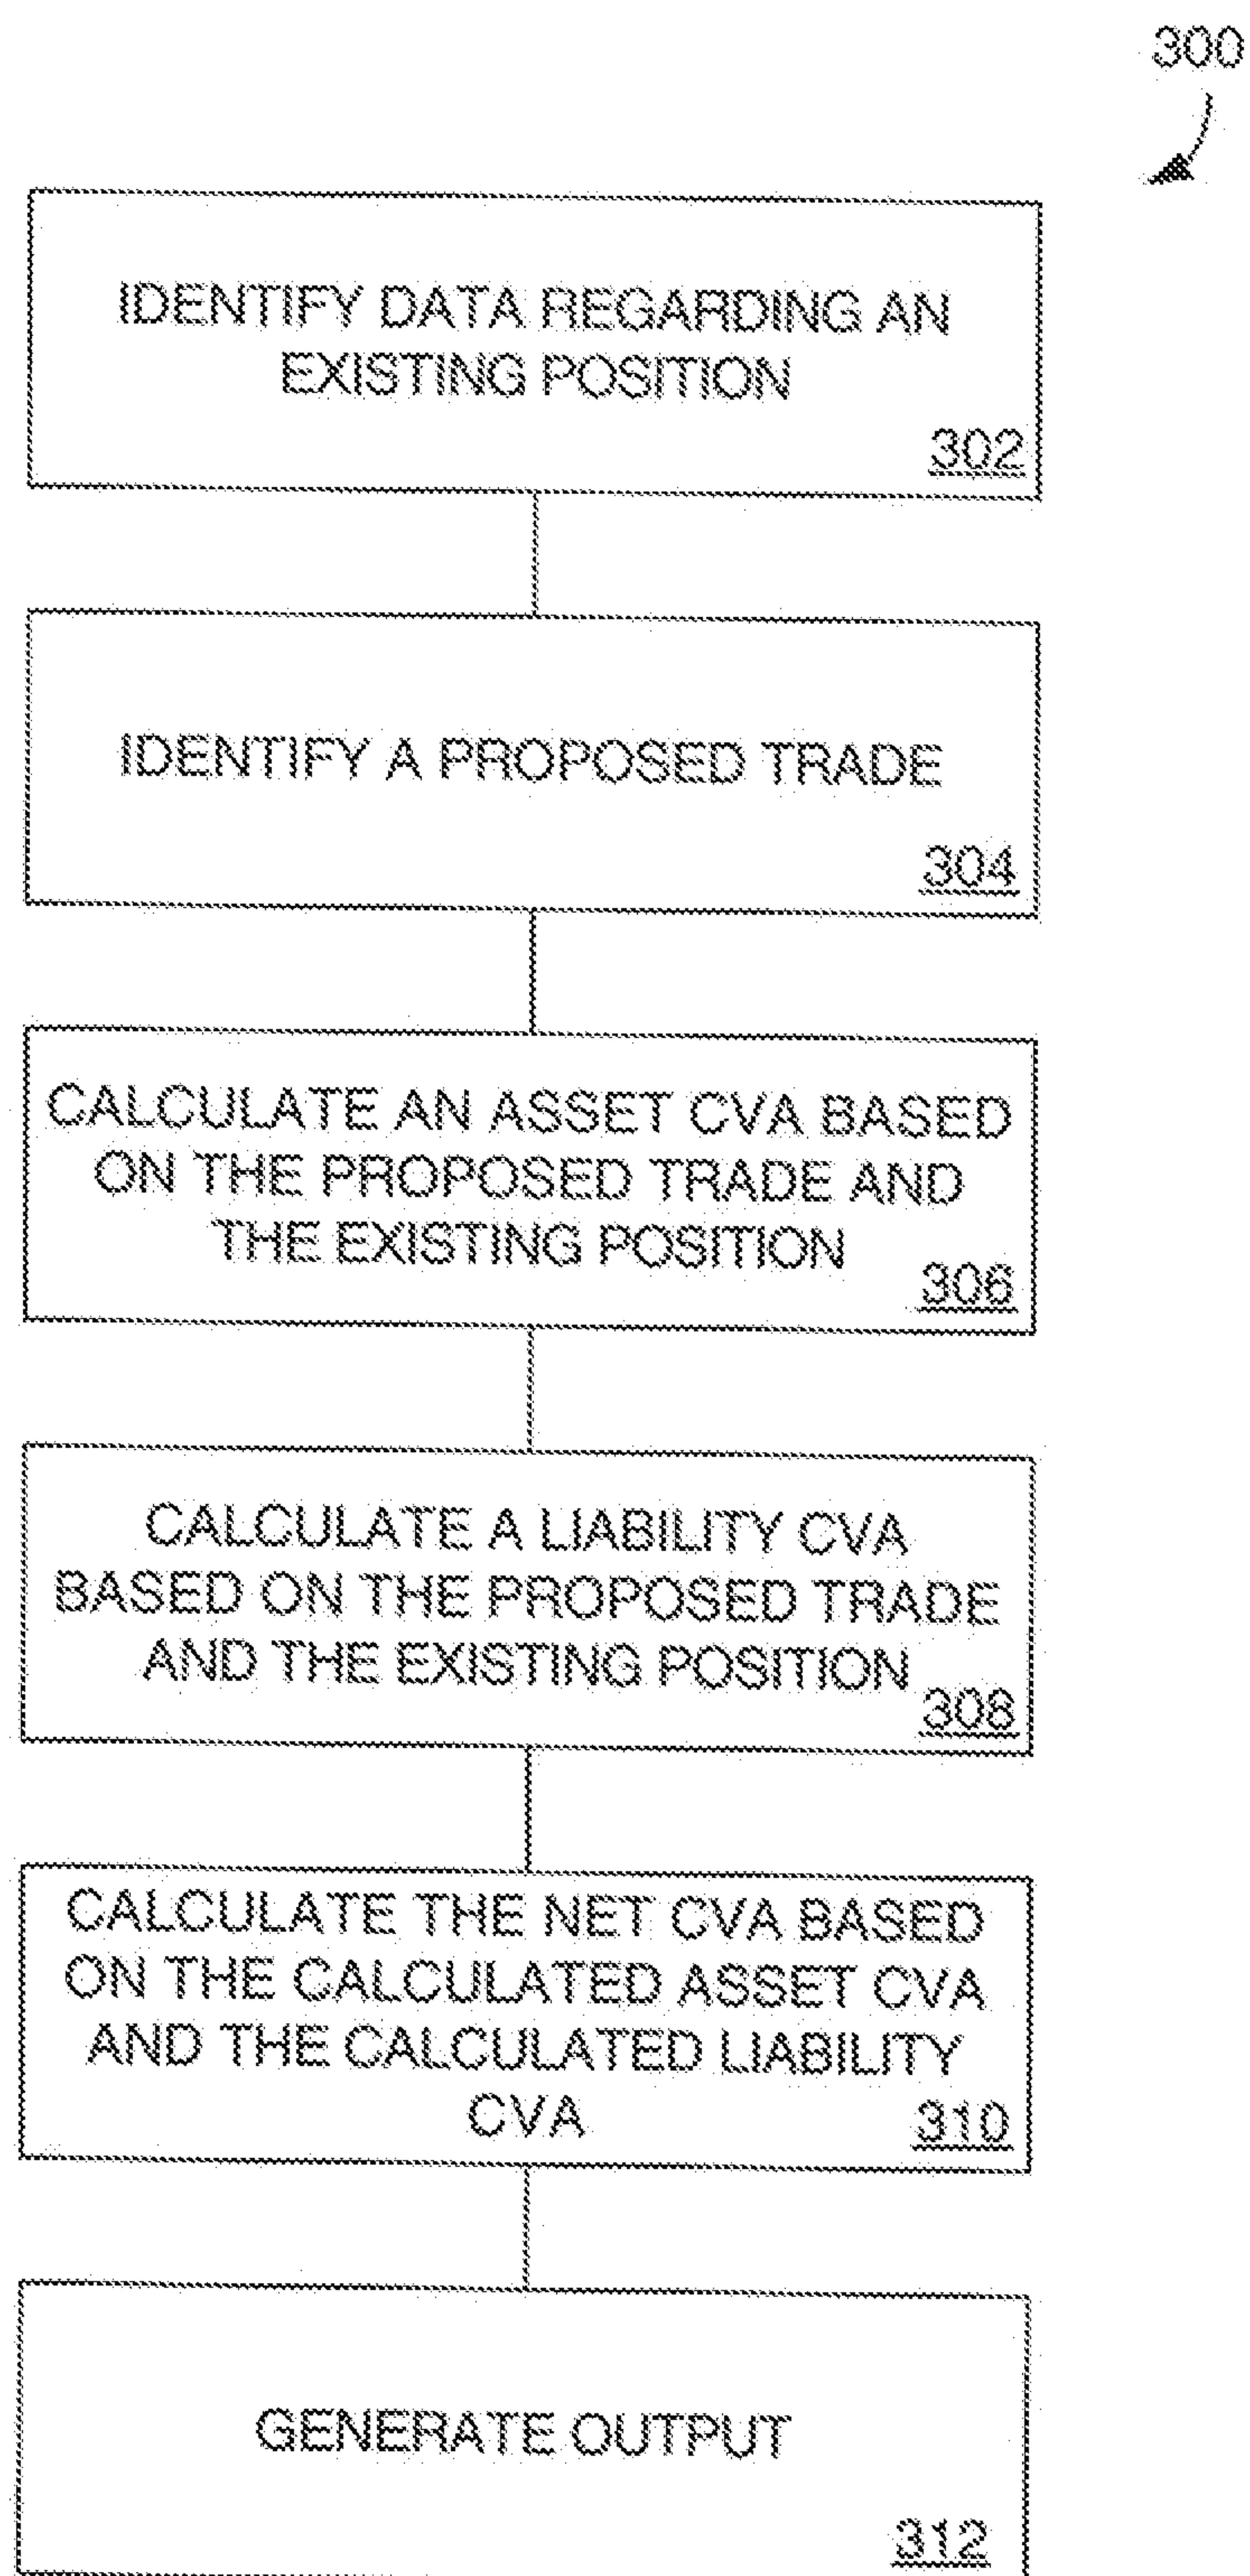 300
IDENTIFY DATA REGARDING AN
EXISTING POSITION
302
IDENTIFY A PROPOSED TRADE
304
CALCULATE AN ASSET CVA BASED
ON THE PROPOSED TRADE AND
THE EXISTING POSITION
306
CALCULATE A LIABILITY CVA
BASED ON THE PROPOSED TRADE
AND THE EXISTING POSITION
308
CALCULATE THE NET CVA BASED
ON THE CALCULATED ASSET CVA
AND THE CALCULATED LIABILITY
CVA
310
GENERATE OUTPUT
312